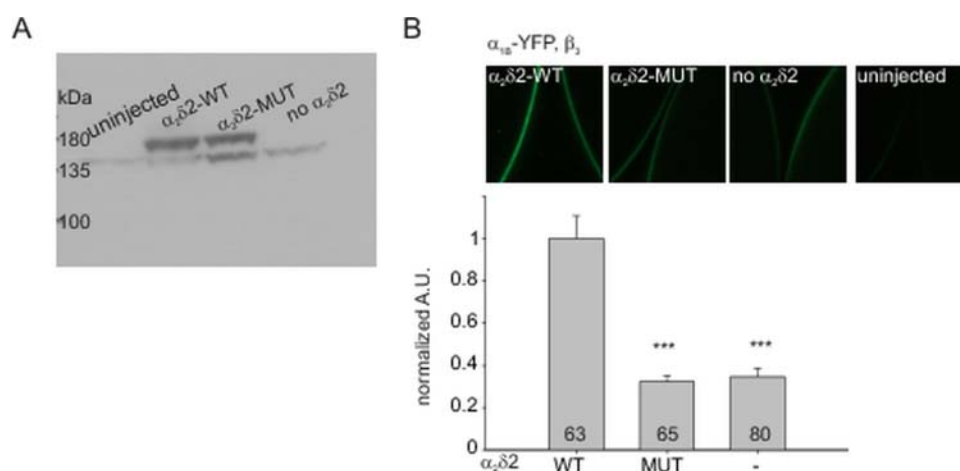 A
kDa
uninjected
α₂δ2-WT
α₂δ2-MUT
no α₂δ2
180
135
100
B
α₁B-YFP, β₃
α₂δ2-WT α₂δ2-MUT no α₂δ2 uninjected
normalized A.U.
1
0.8
0.6
0.4
0.2
0
*** ***
63 65 80
α₂δ2 WT MUT -